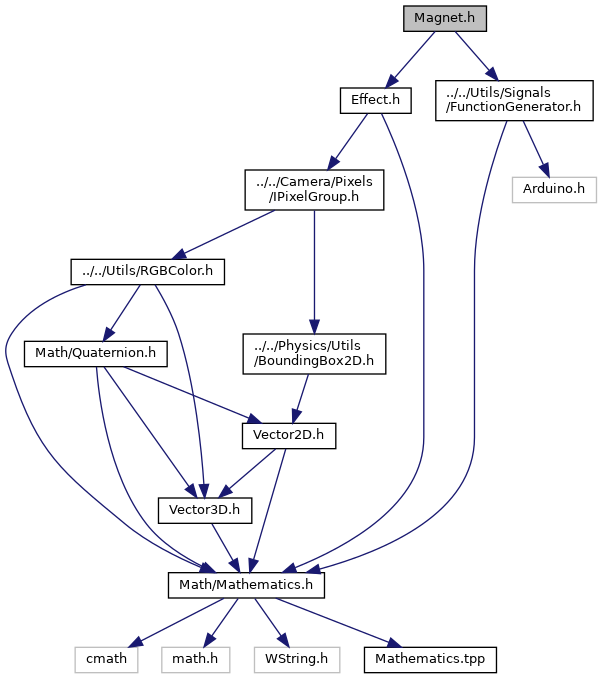 Magnet.h
Effect.h
../../Utils/Signals
/FunctionGenerator.h
../../Camera/Pixels
/IPixelGroup.h
Arduino.h
../../Utils/RGBColor.h
Math/Quaternion.h
../../Physics/Utils
/BoundingBox2D.h
Vector2D.h
Vector3D.h
Math/Mathematics.h
cmath
math.h
WString.h
Mathematics.tpp